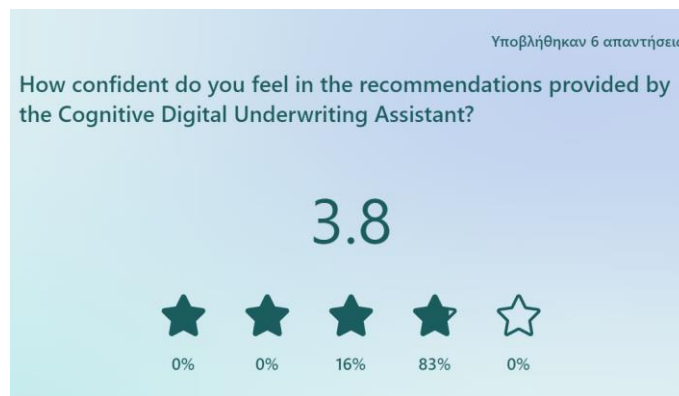 Υποβλήθηκαν 6 απαντήσεις
How confident do you feel in the recommendations provided by
the Cognitive Digital Underwriting Assistant?
3.8
0% 0% 16% 83% 0%